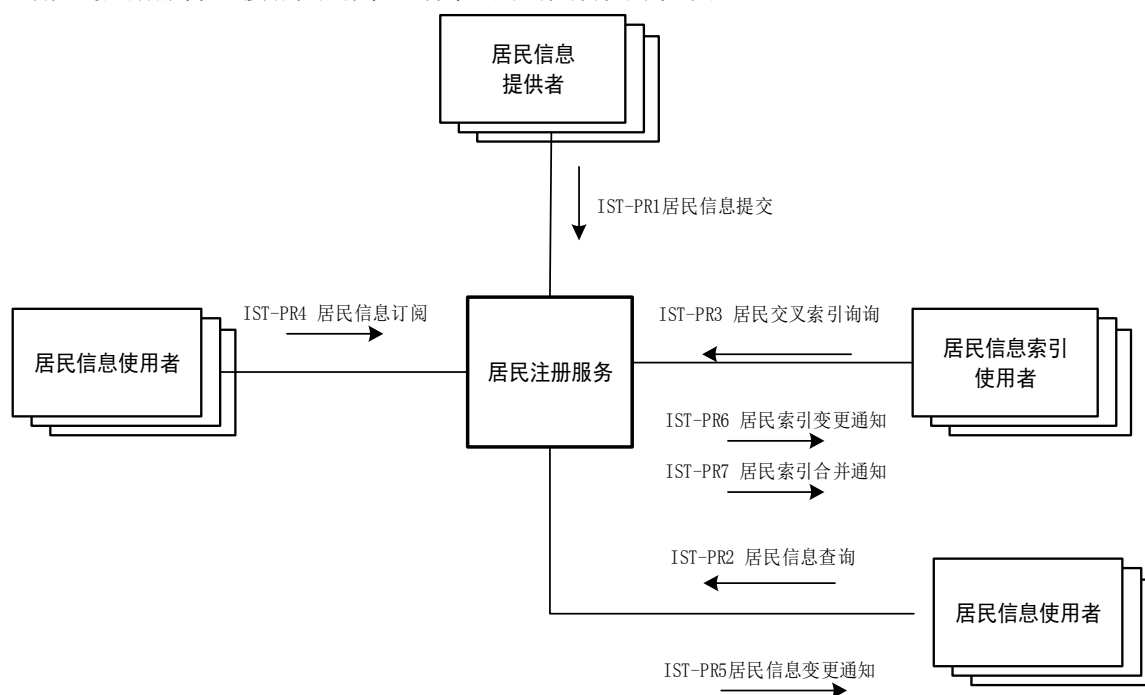 居民信息
提供者
IST-PR1居民信息提交
IST-PR4 居民信息订阅
IST-PR3 居民交叉索引询询
居民信息使用者
居民注册服务
居民信息索引
使用者
IST-PR6 居民索引变更通知
IST-PR7 居民索引合并通知
IST-PR2 居民信息查询
居民信息使用者
IST-PR5居民信息变更通知